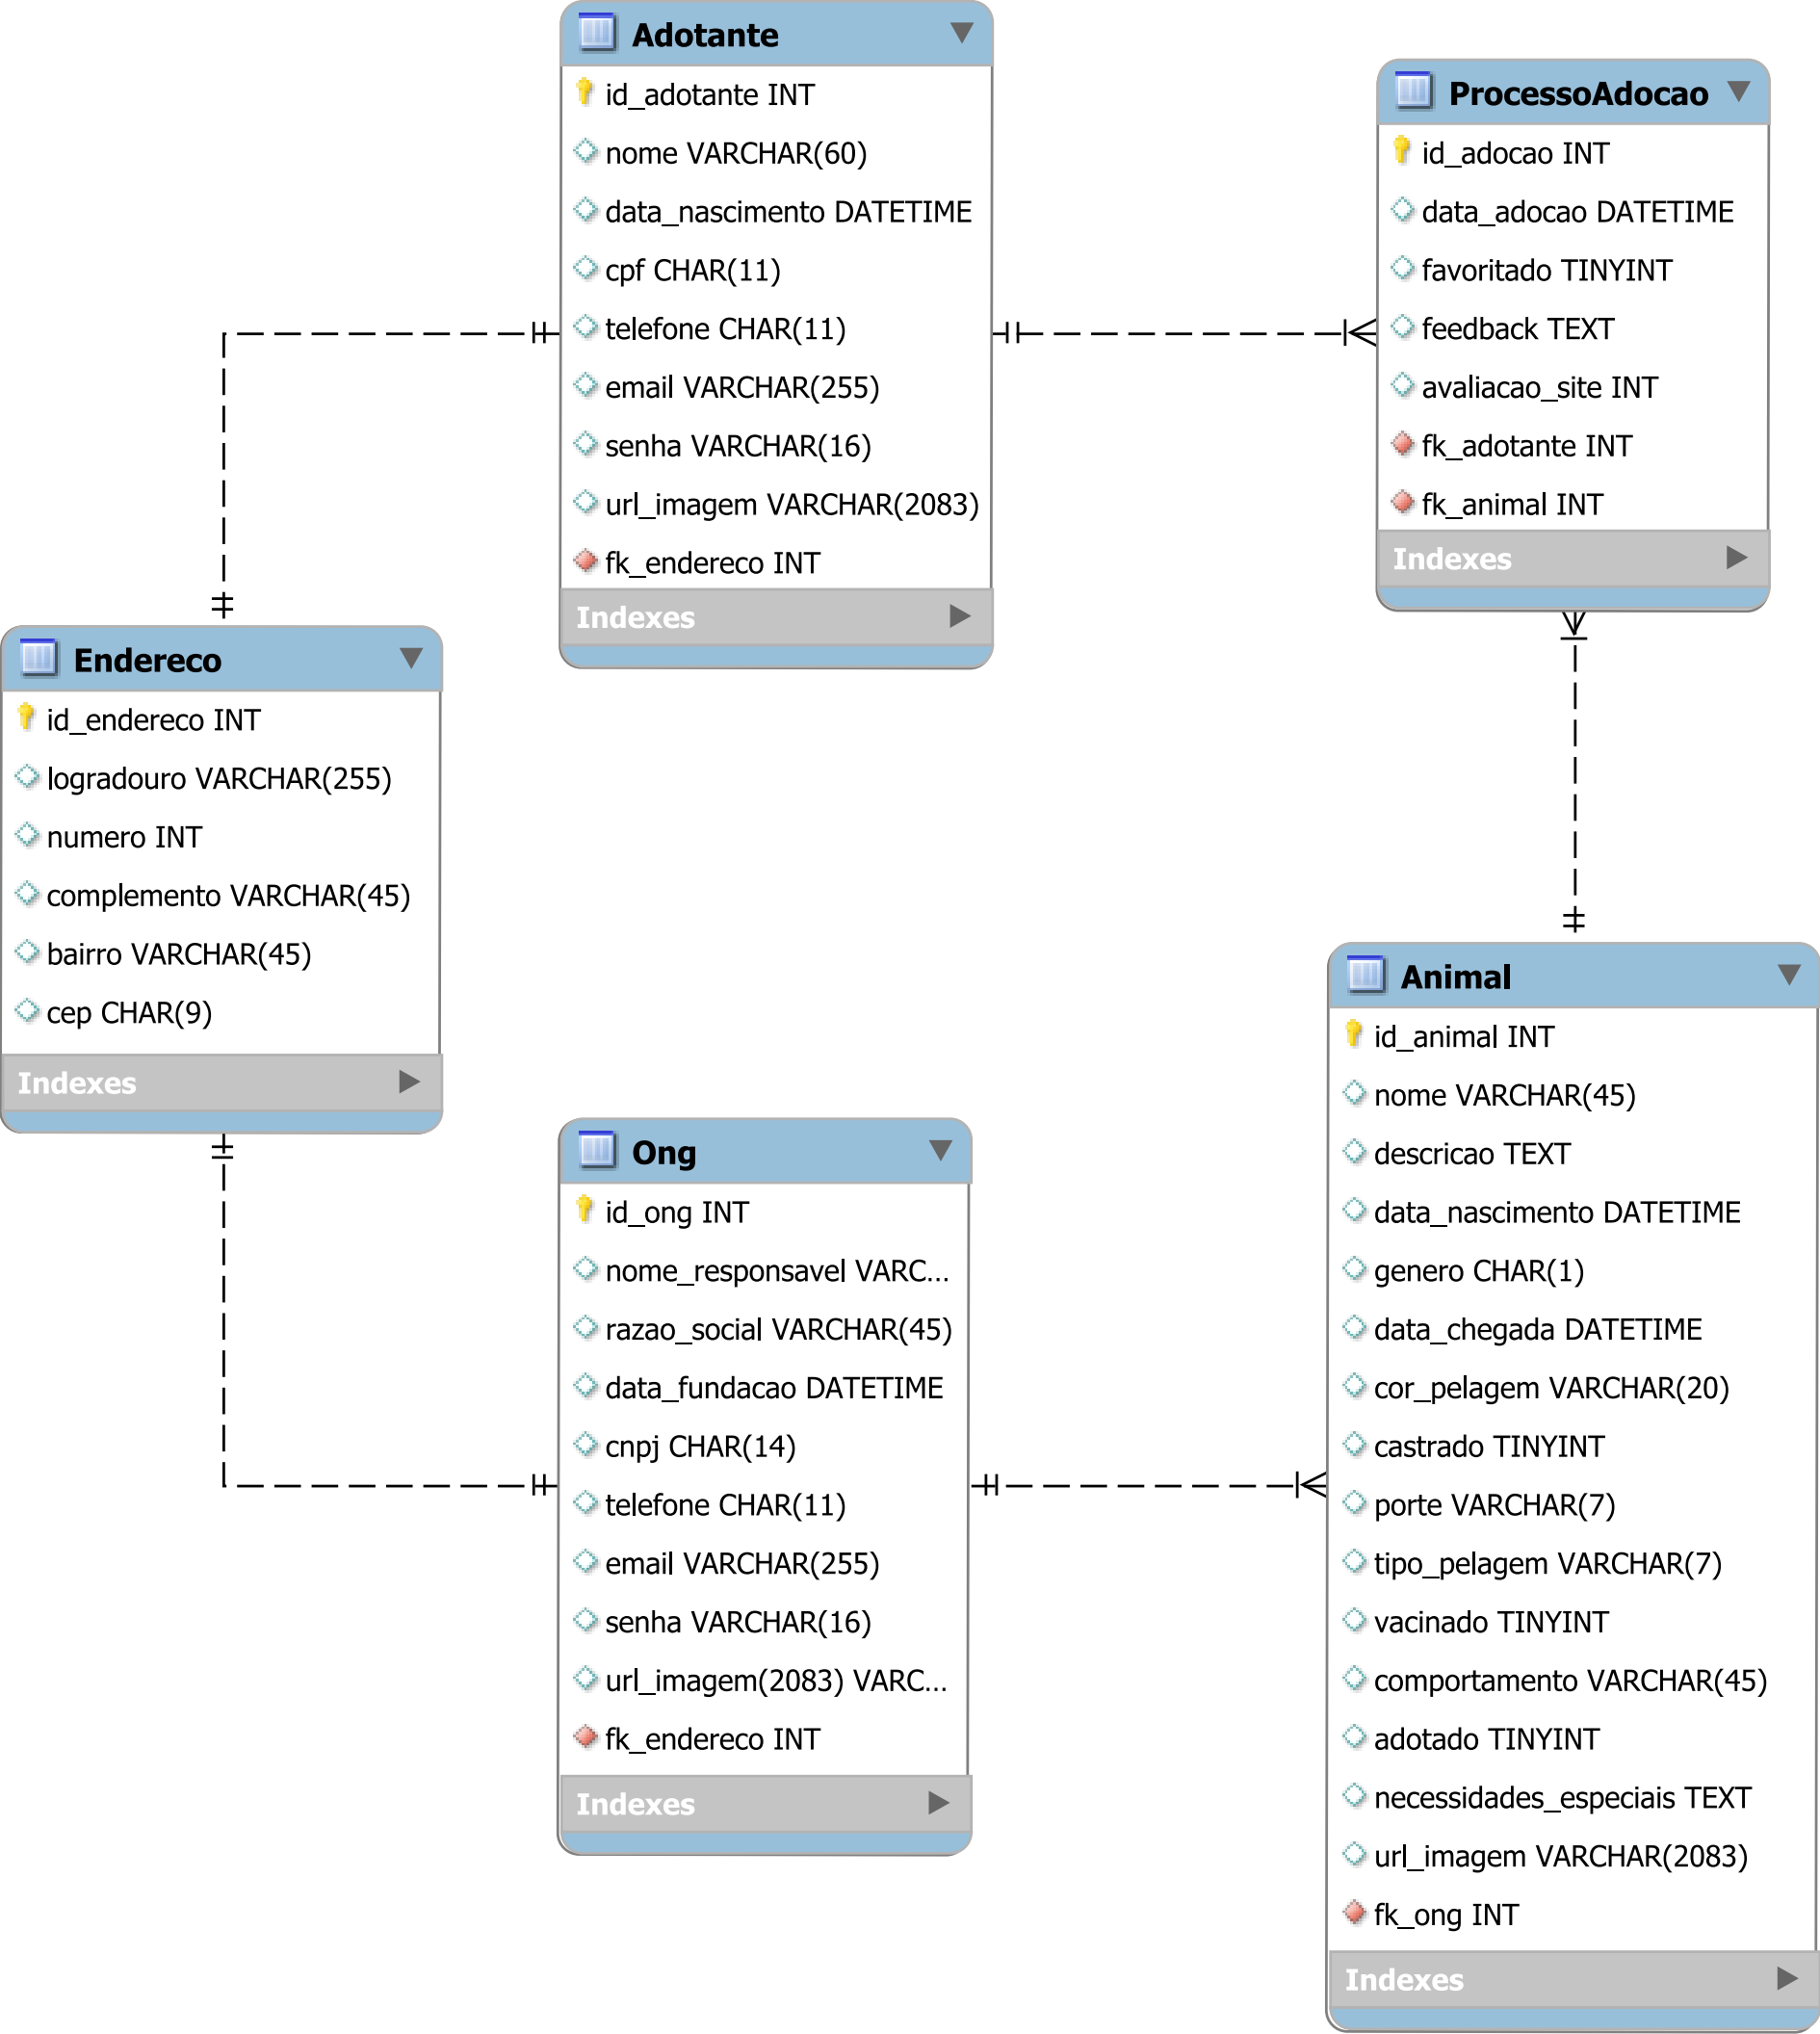 Adotante
id_adotante INT
nome VARCHAR(60)
data_nascimento DATETIME
cpf CHAR(11)
telefone CHAR(11)
email VARCHAR(255)
senha VARCHAR(16)
url_imagem VARCHAR(2083)
fk_endereco INT
Indexes
ProcessoAdocao
id_adocao INT
data_adocao DATETIME
favoritado TINYINT
feedback TEXT
avaliacao_site INT
fk_adotante INT
fk_animal INT
Indexes
Endereco
id_endereco INT
logradouro VARCHAR(255)
numero INT
complemento VARCHAR(45)
bairro VARCHAR(45)
cep CHAR(9)
Indexes
Ong
id_ong INT
nome_responsavel VARC...
razao_social VARCHAR(45)
data_fundacao DATETIME
cnpj CHAR(14)
telefone CHAR(11)
email VARCHAR(255)
senha VARCHAR(16)
url_imagem(2083) VARC...
fk_endereco INT
Indexes
Animal
id_animal INT
nome VARCHAR(45)
descricao TEXT
data_nascimento DATETIME
genero CHAR(1)
data_chegada DATETIME
cor_pelagem VARCHAR(20)
castrado TINYINT
porte VARCHAR(7)
tipo_pelagem VARCHAR(7)
vacinado TINYINT
comportamento VARCHAR(45)
adotado TINYINT
necessidades_especiais TEXT
url_imagem VARCHAR(2083)
fk_ong INT
Indexes